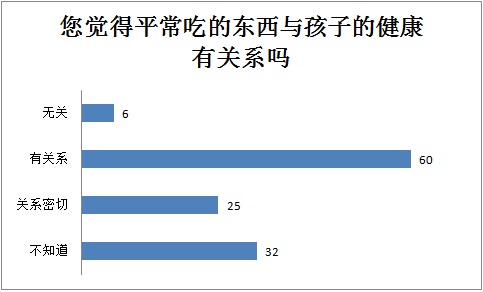 您觉得平常吃的东西与孩子的健康
有关系吗
无关 6
有关系 60
关系密切 25
不知道 32